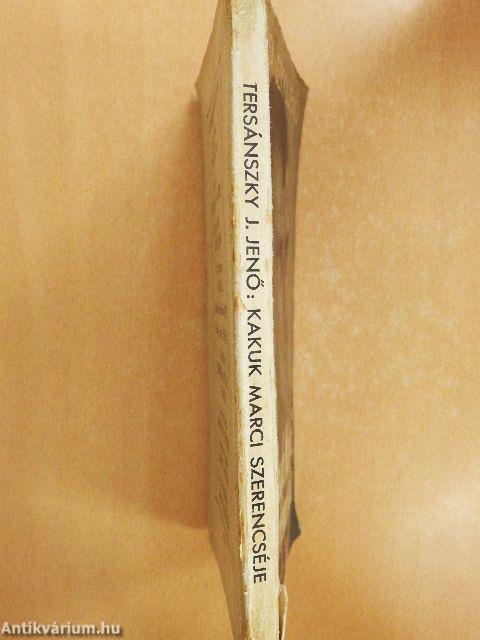 TERSÁNSZKY J. JENŐ: KAKUK MARCI SZERENCSÉJE
Antikvárium.hu